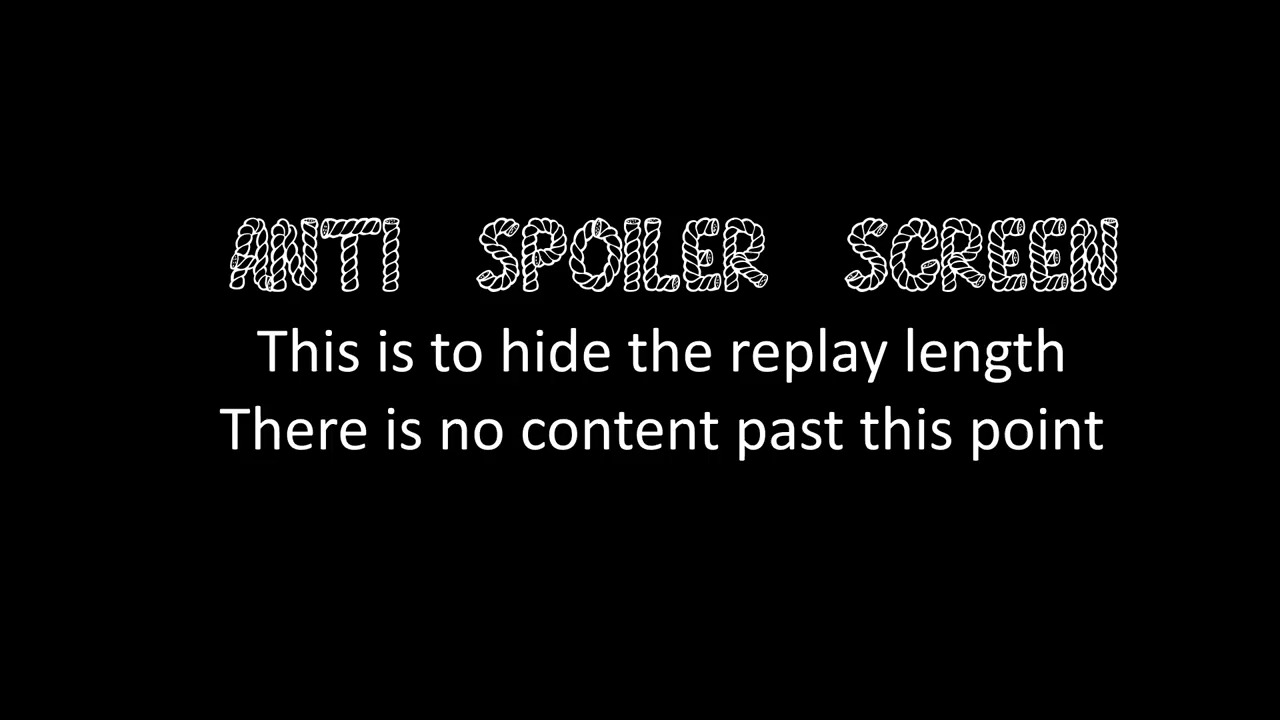 ANTI SPOILER SCREEN
This is to hide the replay length
There is no content past this point